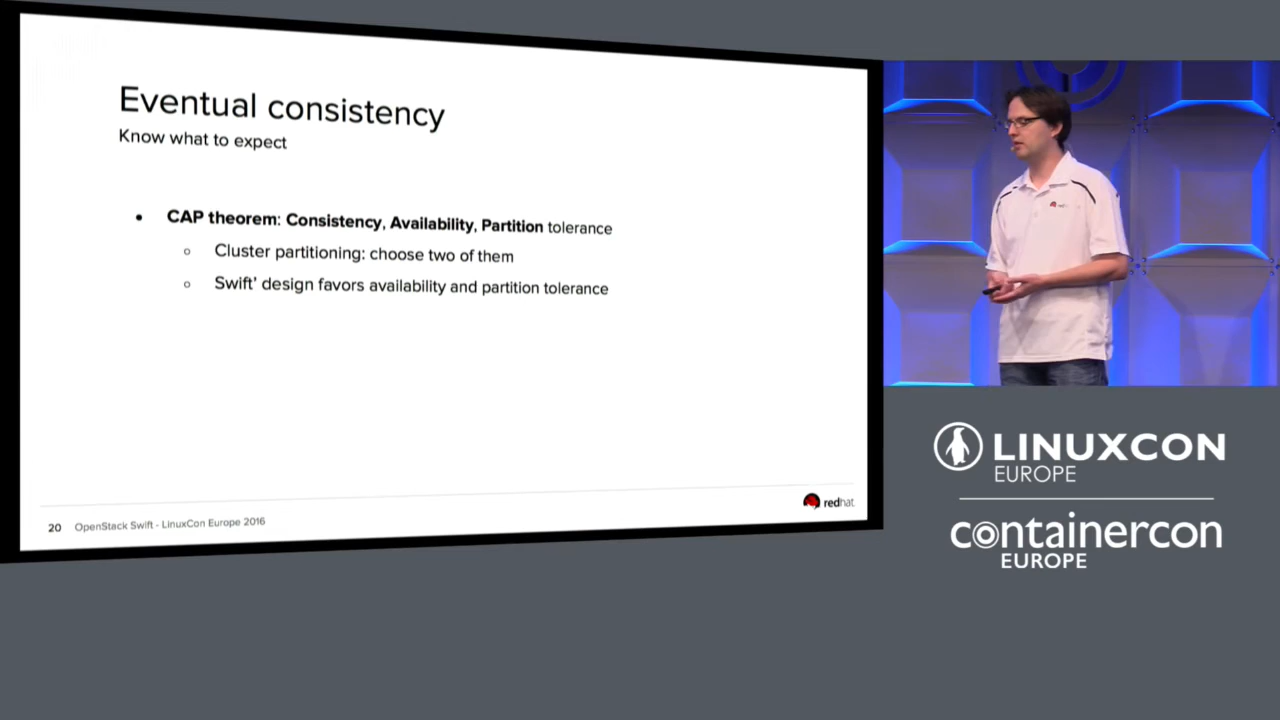 Eventual consistency
Know what to expect
• CAP theorem: Consistency, Availability, Partition tolerance
○ Cluster partitioning: choose two of them
○ Swift' design favors availability and partition tolerance
redhat
20 OpenStack Swift - LinuxCon Europe 2016
LINUXCON
EUROPE
containercon
EUROPE